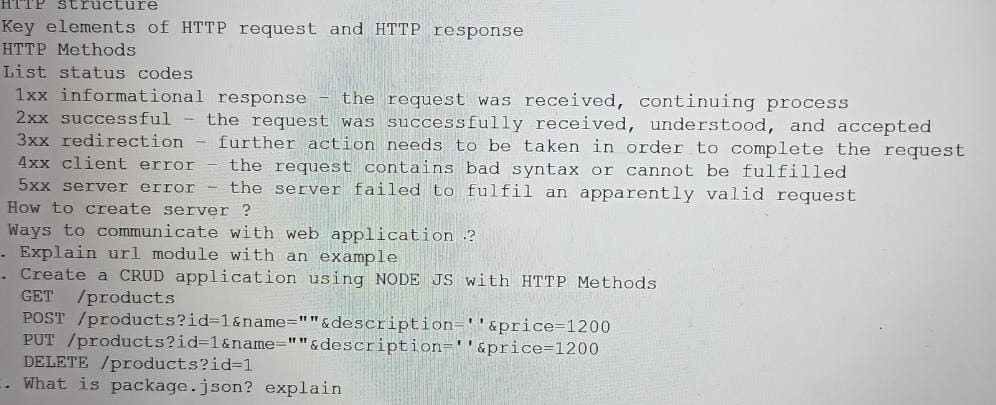 HTTP structure
Key elements of HTTP request and HTTP response
HTTP Methods
List status codes
1xx informational response – the request was received, continuing process
2xx successful – the request was successfully received, understood, and accepted
3xx redirection – further action needs to be taken in order to complete the request
4xx client error – the request contains bad syntax or cannot be fulfilled
5xx server error – the server failed to fulfil an apparently valid request
How to create server ?
Ways to communicate with web application .?
. Explain url module with an example
. Create a CRUD application using NODE JS with HTTP Methods
GET  /products
POST /products?id=1&name=""&description=''&price=1200
PUT /products?id=1&name=""&description=''&price=1200
DELETE /products?id=1
. What is package.json? explain